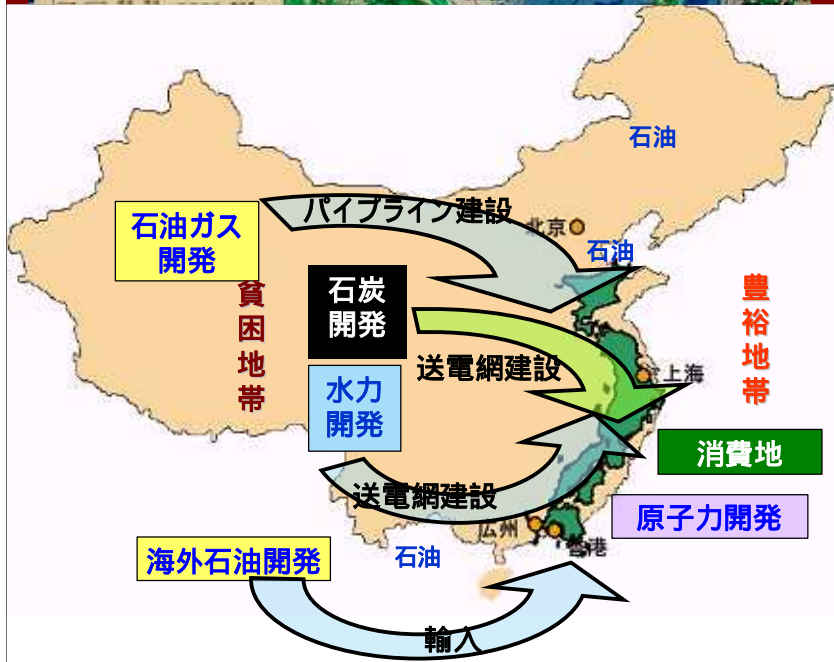 石油
パイプライン建設
北京
石油ガス
開発
石油
石炭
開発
貧困地帯
豊裕地帯
送電網建設
上海
水力
開発
消費地
送電網建設
原子力開発
広州
香港
石油
海外石油開発
輸入